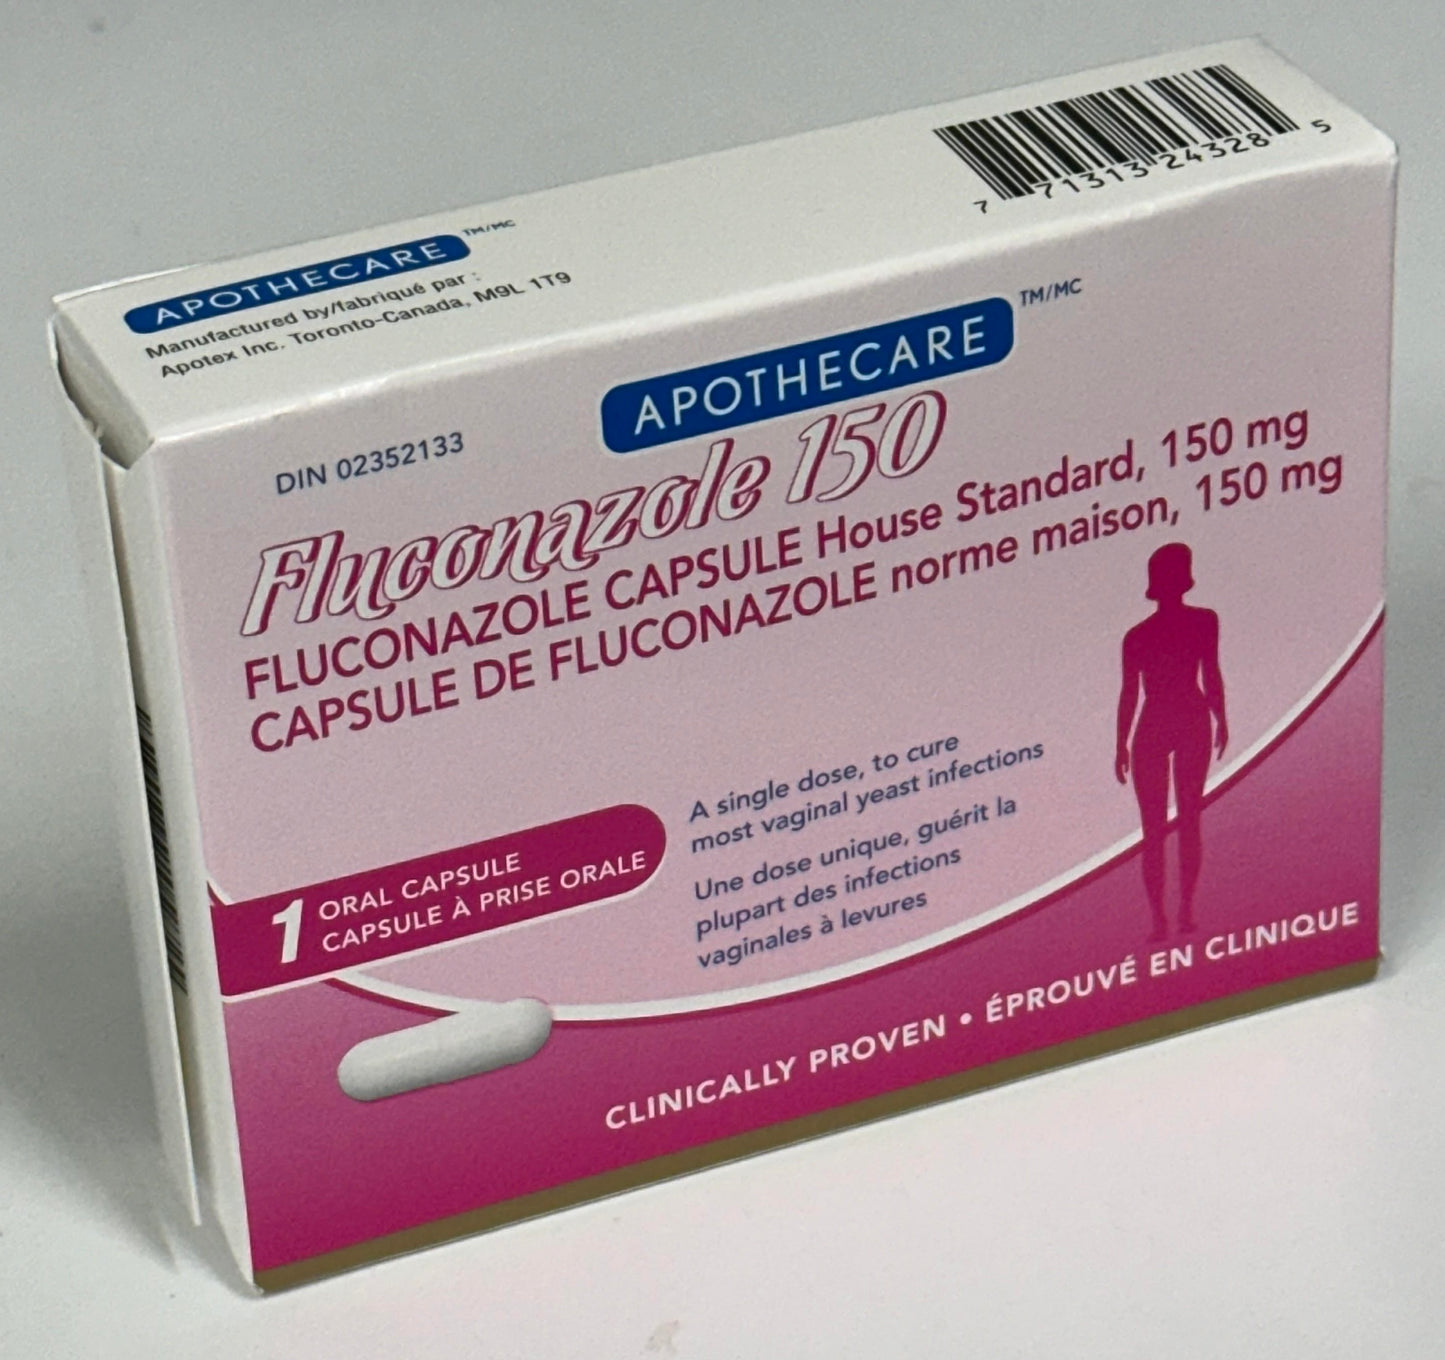 APOTHECARE TM/MC
Manufactured by/fabriqué par :
Apotex Inc. Toronto-Canada, M9L 1T9
7 71313 24328 5
APOTHECARE TM/MC
DIN 02352133
Fluconazole 150
FLUCONAZOLE CAPSULE House Standard, 150 mg
CAPSULE DE FLUCONAZOLE norme maison, 150 mg
A single dose, to cure
most vaginal yeast infections
Une dose unique, guérit la
plupart des infections
vaginales à levures
1 ORAL CAPSULE
CAPSULE À PRISE ORALE
CLINICALLY PROVEN • ÉPROUVÉ EN CLINIQUE